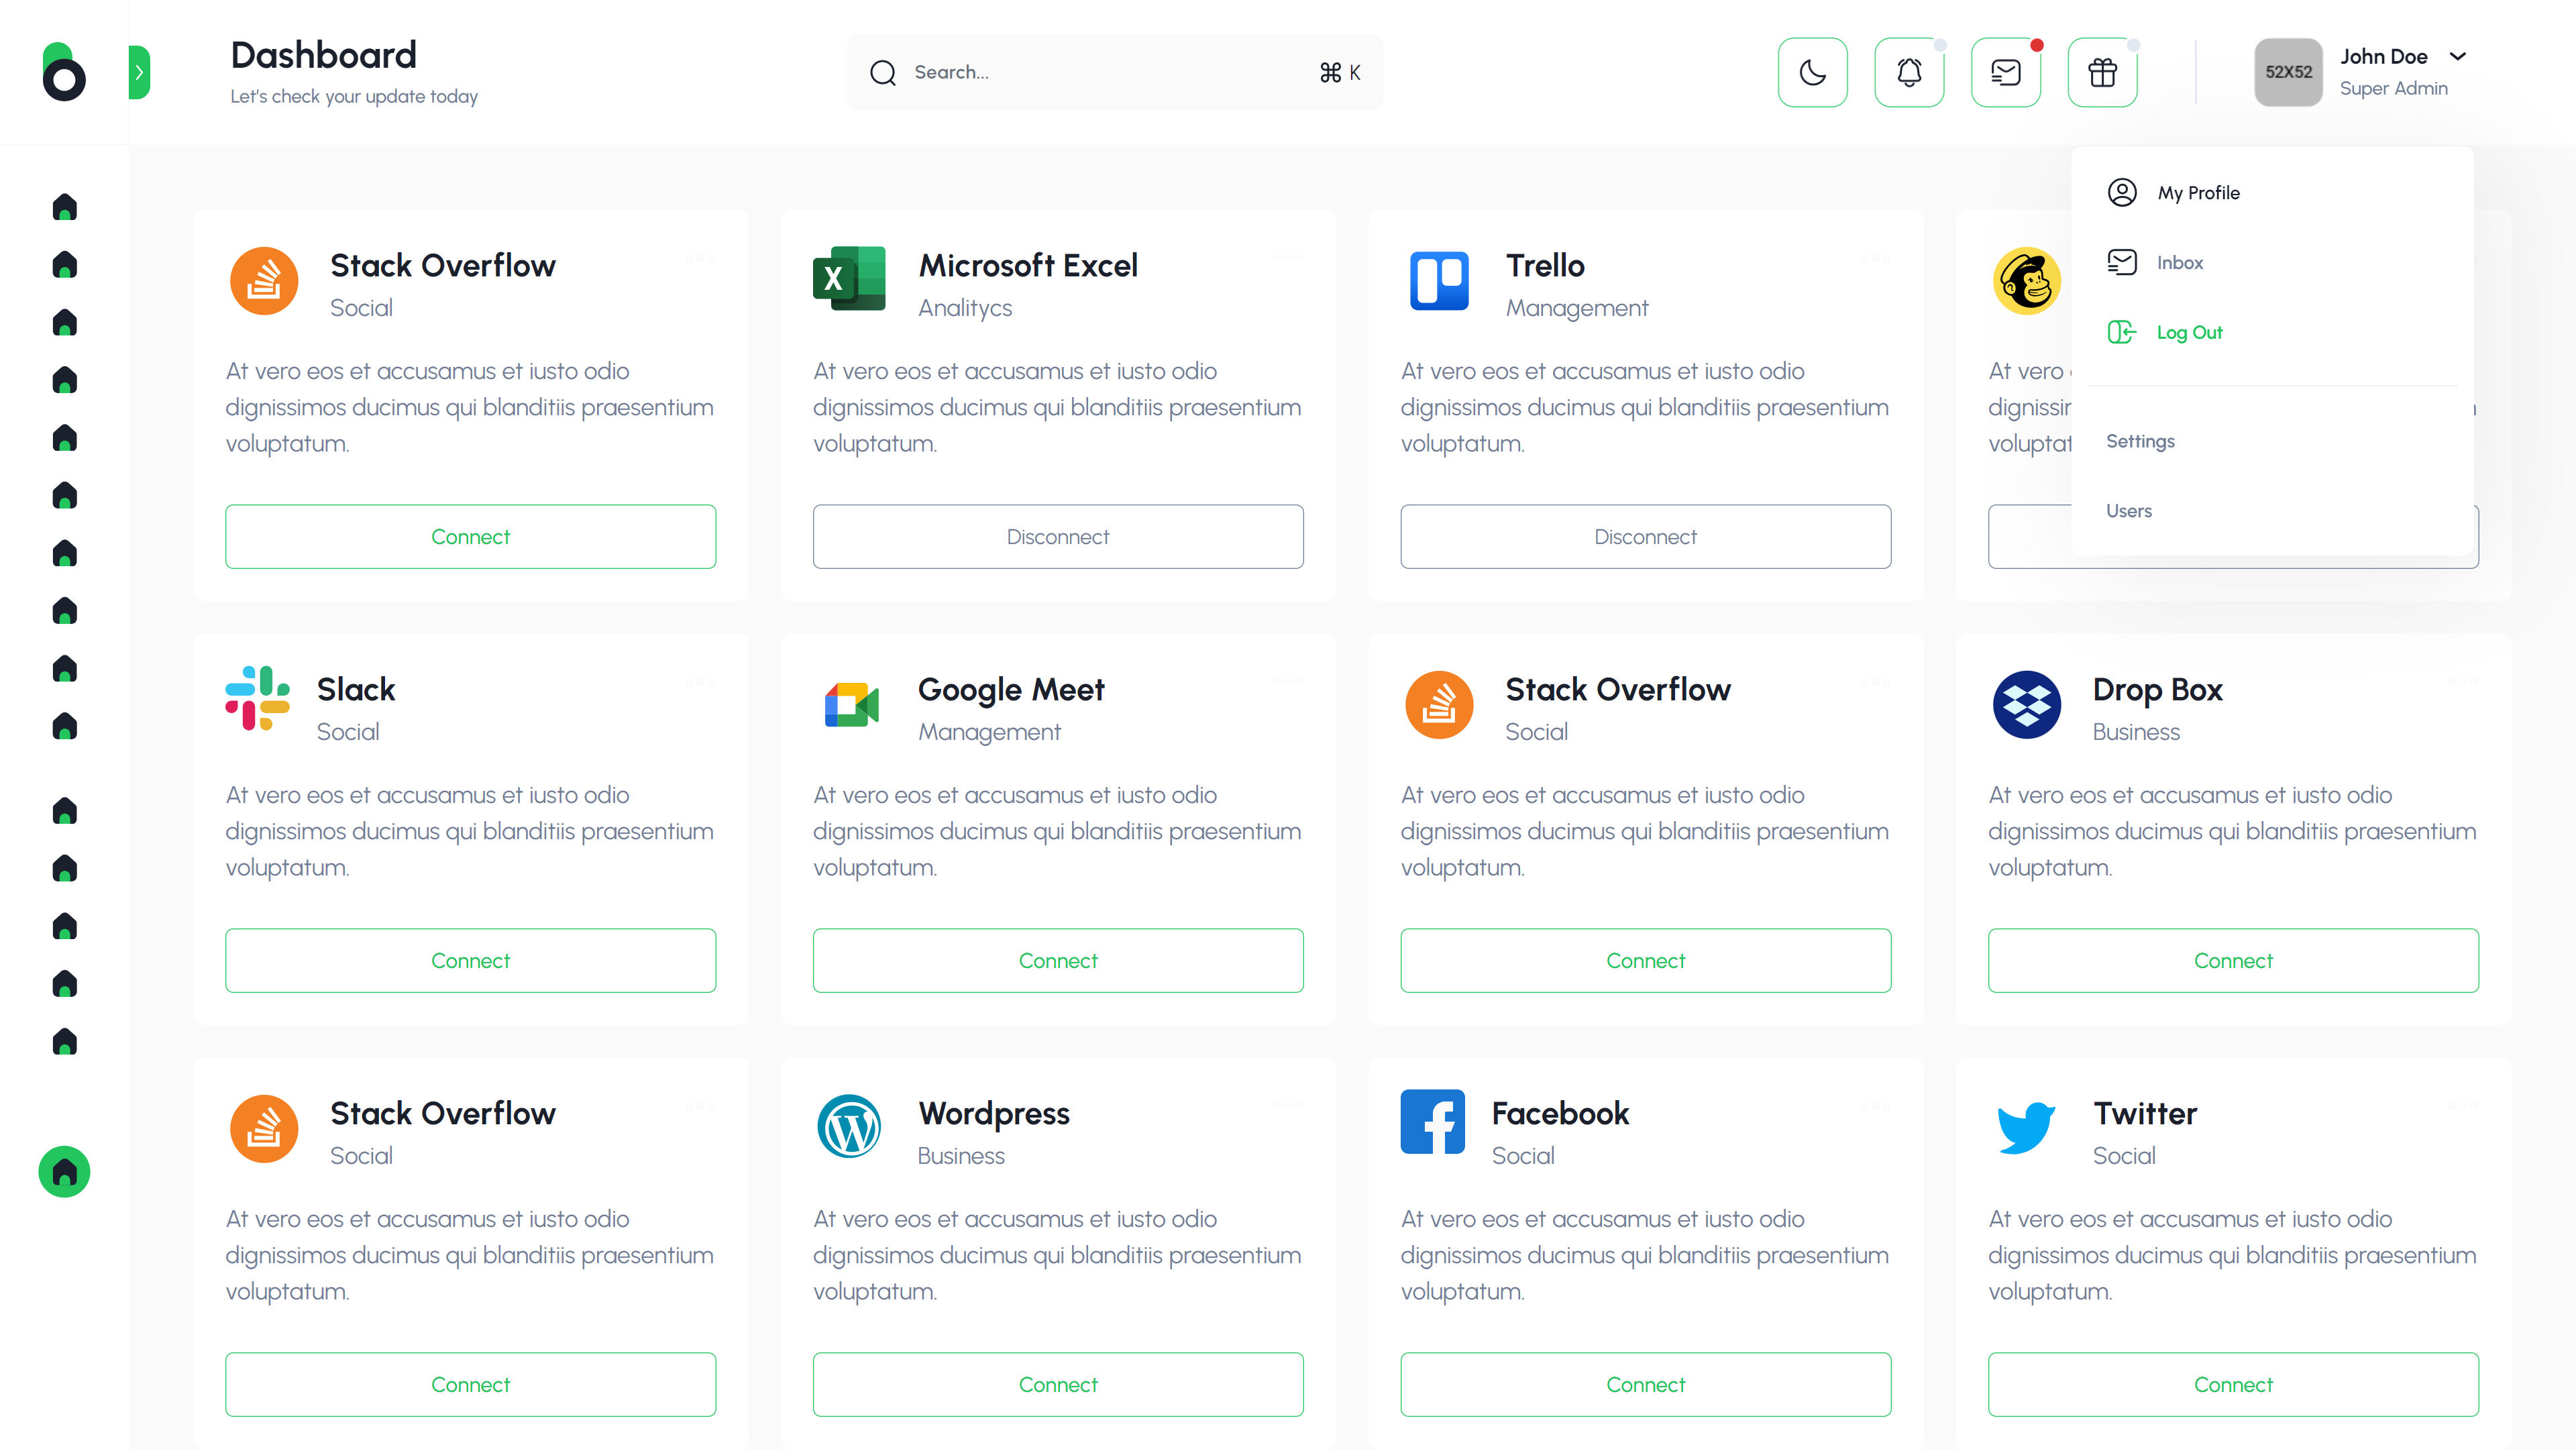 Dashboard
Let's check your update today
Search...
⌘ K
52X52
John Doe
Super Admin
My Profile
Inbox
Log Out
Settings
Users
Stack Overflow
Social
At vero eos et accusamus et iusto odio
dignissimos ducimus qui blanditiis praesentium
voluptatum.
Connect
Microsoft Excel
Analitycs
At vero eos et accusamus et iusto odio
dignissimos ducimus qui blanditiis praesentium
voluptatum.
Disconnect
Trello
Management
At vero eos et accusamus et iusto odio
dignissimos ducimus qui blanditiis praesentium
voluptatum.
Disconnect
At vero
Slack
Social
At vero eos et accusamus et iusto odio
dignissimos ducimus qui blanditiis praesentium
voluptatum.
Connect
Google Meet
Management
At vero eos et accusamus et iusto odio
dignissimos ducimus qui blanditiis praesentium
voluptatum.
Connect
Stack Overflow
Social
At vero eos et accusamus et iusto odio
dignissimos ducimus qui blanditiis praesentium
voluptatum.
Connect
Drop Box
Business
At vero eos et accusamus et iusto odio
dignissimos ducimus qui blanditiis praesentium
voluptatum.
Connect
Stack Overflow
Social
At vero eos et accusamus et iusto odio
dignissimos ducimus qui blanditiis praesentium
voluptatum.
Connect
Wordpress
Business
At vero eos et accusamus et iusto odio
dignissimos ducimus qui blanditiis praesentium
voluptatum.
Connect
Facebook
Social
At vero eos et accusamus et iusto odio
dignissimos ducimus qui blanditiis praesentium
voluptatum.
Connect
Twitter
Social
At vero eos et accusamus et iusto odio
dignissimos ducimus qui blanditiis praesentium
voluptatum.
Connect